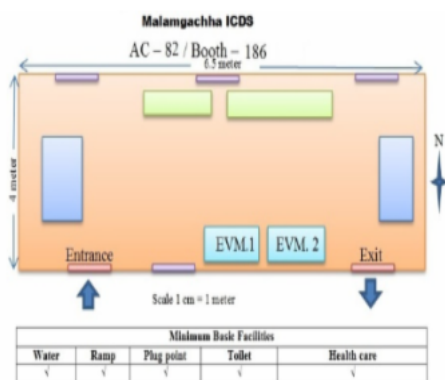 Malamgachha ICDS
AC – 82 / Booth – 186
6.5 meter
4 meter
N
EVM.1 EVM. 2
Entrance Exit
Scale 1 cm = 1 meter
Minimum Basic Facilities
Water Ramp Plug point Toilet Health care
√ √ √ √ √